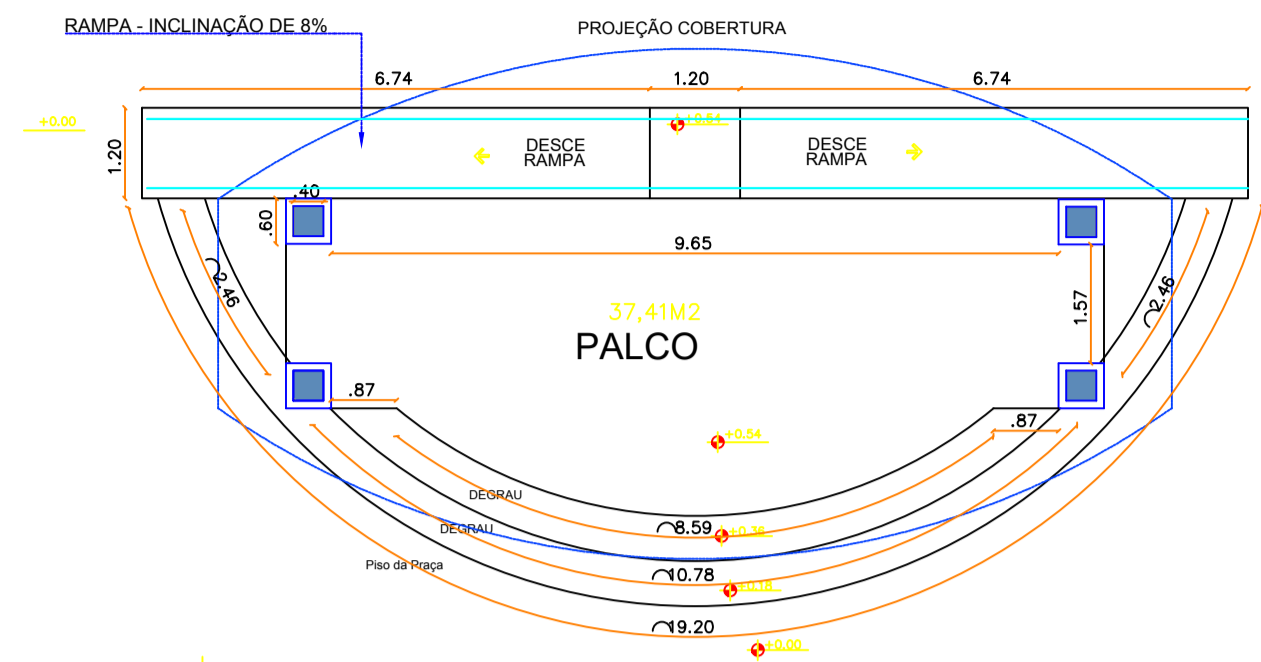 RAMPA - INCLINAÇÃO DE 8%
PROJEÇÃO COBERTURA
6.74
1.20
6.74
+0.00
+0.54
1.20
DESCE
RAMPA
DESCE
RAMPA
.40
.60
9.65
2.46
2.46
1.57
37,41M2
PALCO
.87
.87
+0.54
DEGRAU
8.59
+0.36
DEGRAU
Piso da Praça
10.78
+0.18
19.20
+0.00